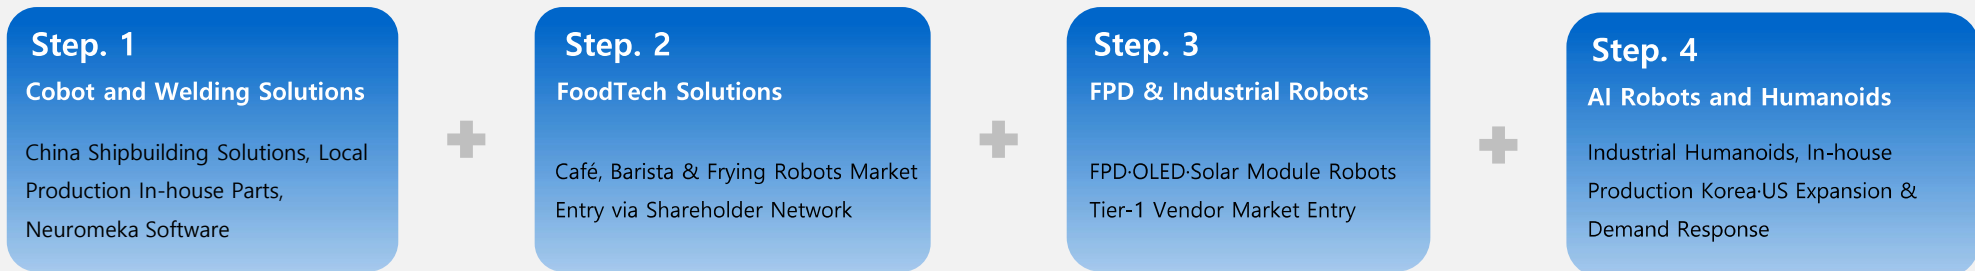 Step. 1
Cobot and Welding Solutions
China Shipbuilding Solutions, Local
Production In-house Parts,
Neuromeka Software
Step. 2
FoodTech Solutions
Café, Barista & Frying Robots Market
Entry via Shareholder Network
Step. 3
FPD & Industrial Robots
FPD·OLED·Solar Module Robots
Tier-1 Vendor Market Entry
Step. 4
AI Robots and Humanoids
Industrial Humanoids, In-house
Production Korea·US Expansion &
Demand Response